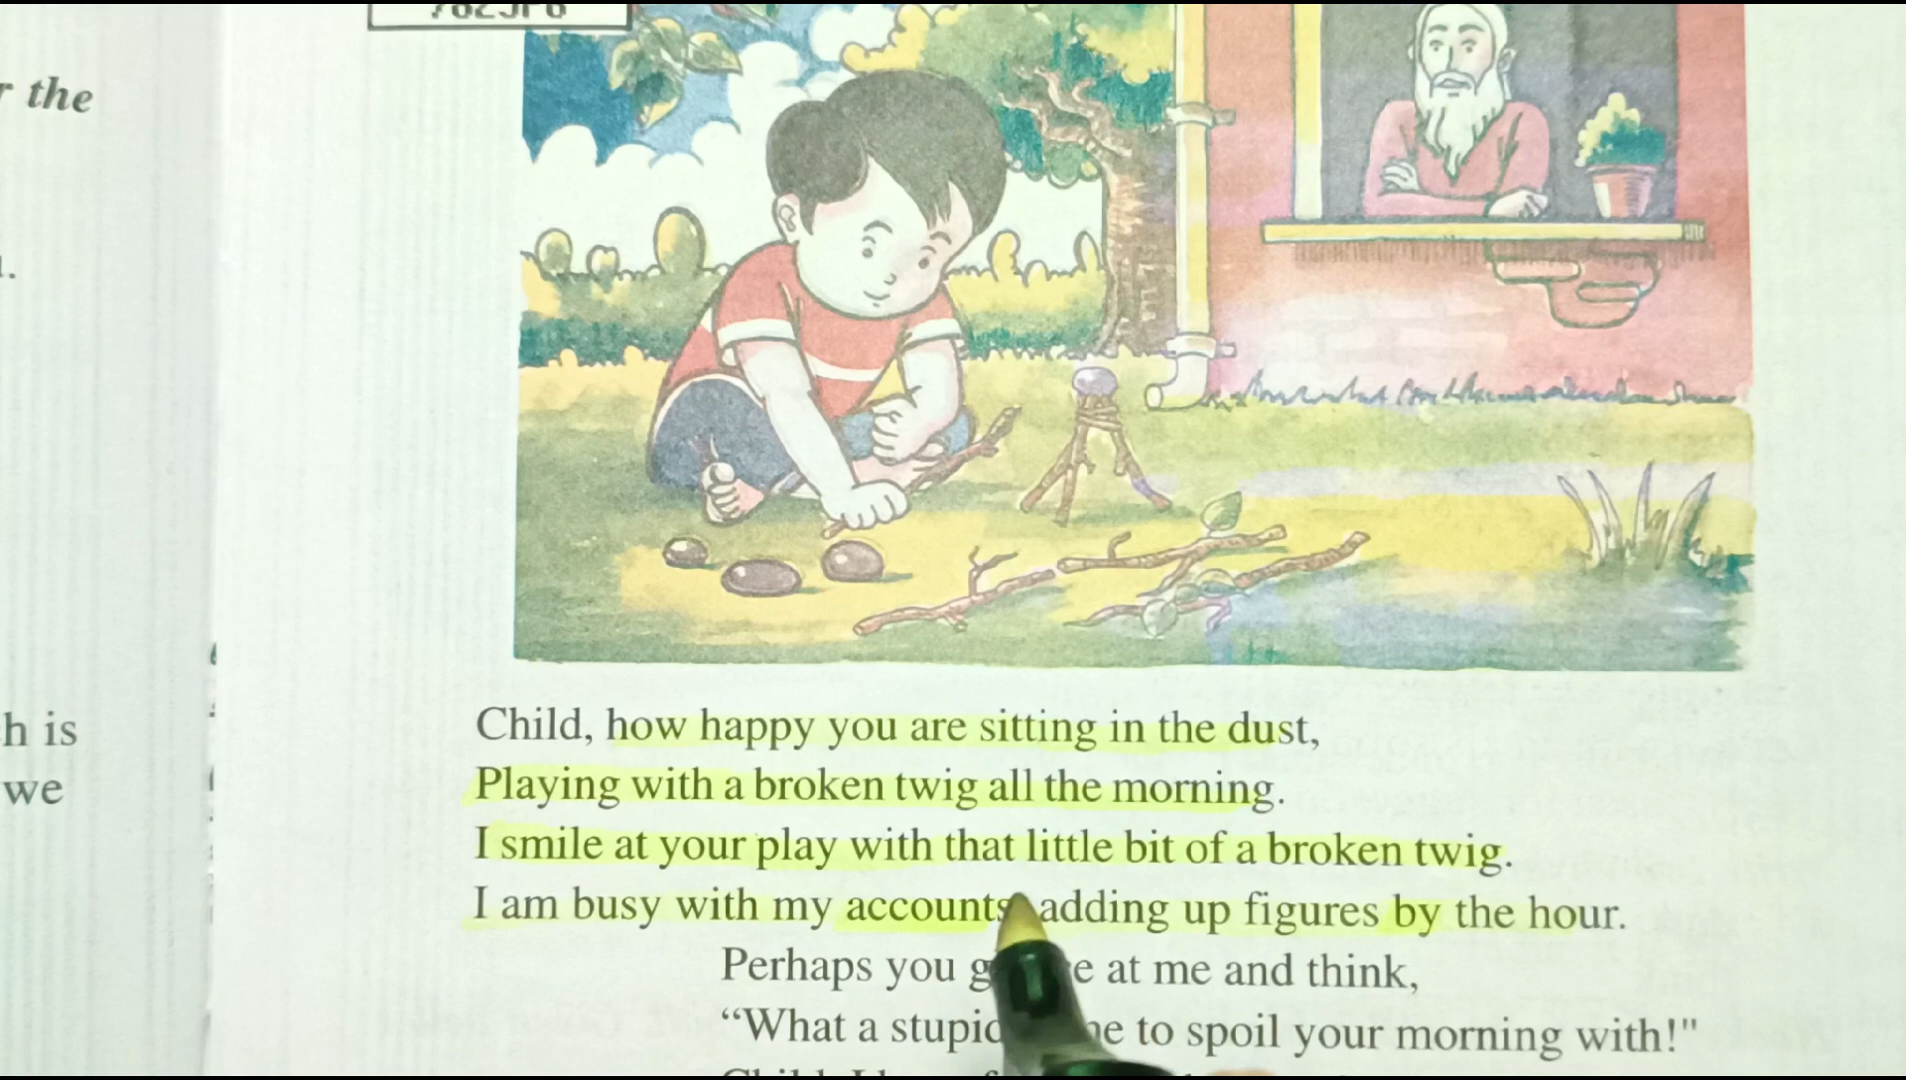 r the
h is
we
Child, how happy you are sitting in the dust,
Playing with a broken twig all the morning.
I smile at your play with that little bit of a broken twig.
I am busy with my accounts adding up figures by the hour.
Perhaps you at me and think,
“What a to spoil your morning with!"